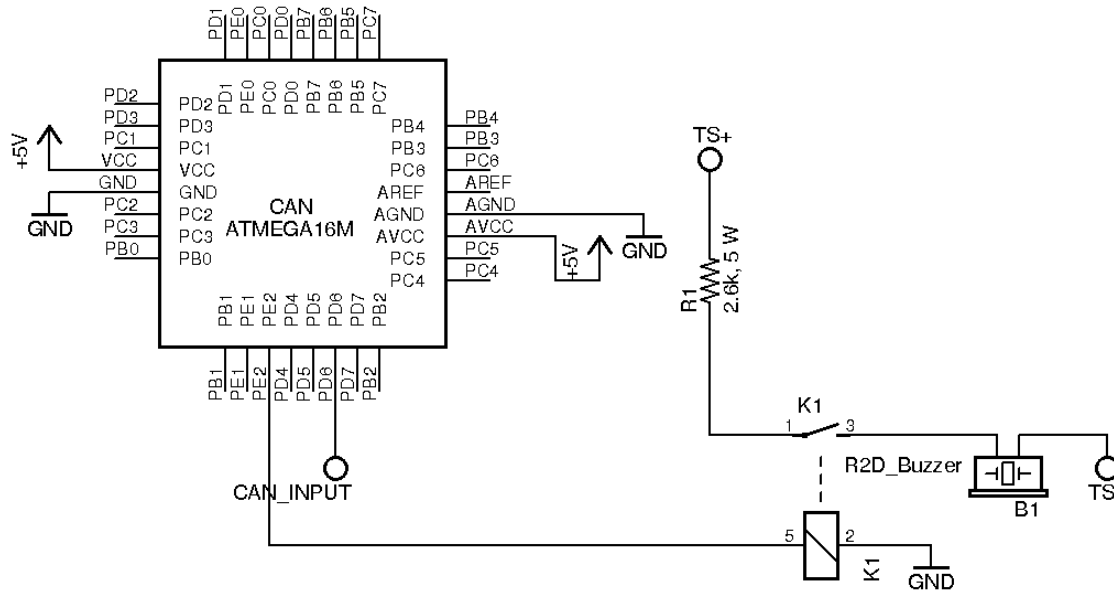 PD1 PE0 PC0 PD0 PB7 PB6 PB5 PC7
PD1 PE0 PC0 PD0 PB7 PB6 PB5 PC7
PD2 PD2
PD3 PD3
PC1 PC1
VCC VCC
GND GND
PC2 PC2
PC3 PC3
PB0 PB0
+5V
GND
CAN
ATMEGA16M
PB4 PB4
PB3 PB3
PC6 PC6
AREF AREF
AGND AGND
AVCC AVCC
PC5 PC5
PC4 PC4
+5V
GND
PB1 PE1 PE2 PD4 PD5 PD6 PD7 PB2
PB1 PE1 PE2 PD4 PD5 PD6 PD7 PB2
CAN_INPUT
TS+
R1
2.6k, 5 W
K1
1 3
R2D_Buzzer
B1
TS
5 2
K1
GND